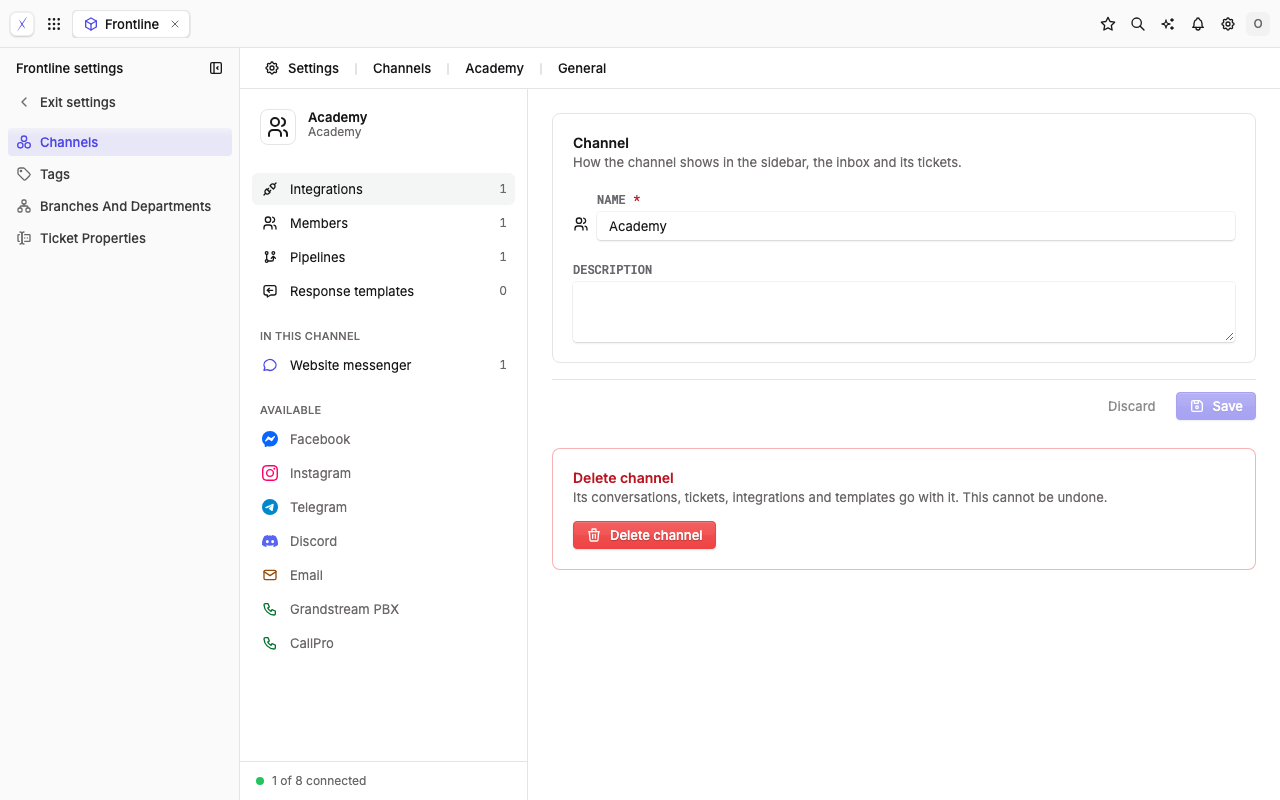 Frontline
O
Frontline settings
Exit settings
Channels
Tags
Branches And Departments
Ticket Properties
Settings | Channels | Academy | General
Academy
Academy
Integrations 1
Members 1
Pipelines 1
Response templates 0
IN THIS CHANNEL
Website messenger 1
AVAILABLE
Facebook
Instagram
Telegram
Discord
Email
Grandstream PBX
CallPro
1 of 8 connected
Channel
How the channel shows in the sidebar, the inbox and its tickets.
NAME *
Academy
DESCRIPTION
Discard
Save
Delete channel
Its conversations, tickets, integrations and templates go with it. This cannot be undone.
Delete channel